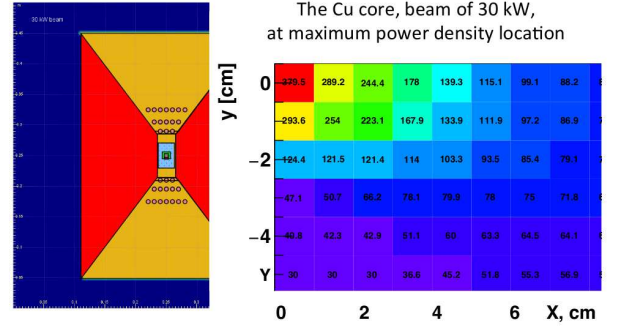 The Cu core, beam of 30 kW,
at maximum power density location
30 kW beam
y [cm]
0
379.5 289.2 244.4 178 139.3 115.1 99.1 88.2
293.6 254 223.1 167.9 133.9 111.9 97.2 86.9
−2
124.4 121.5 121.4 114 103.3 93.5 85.4 79.1
47.1 50.7 68.2 78.1 79.9 78 75 71.8
−4
40.8 42.3 42.9 51.1 60 63.3 64.5 64.1
Y
30 30 30 36.6 45.2 51.8 55.3 56.9
0 2 4 6 X, cm